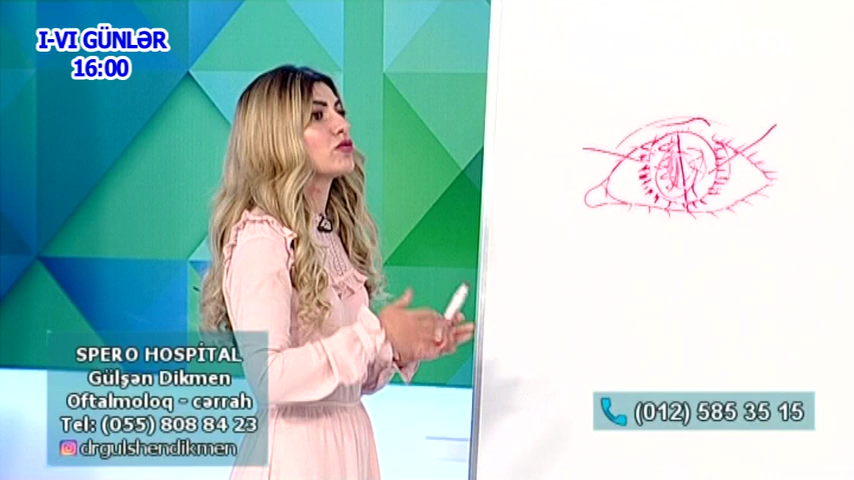 I-VI GÜNLƏR
16:00
SPERO HOSPİTAL
Gülşən Dikmen
Oftalmoloq - cərrah
Tel: (055) 808 84 23
drgulshendikmen
(012) 585 35 15